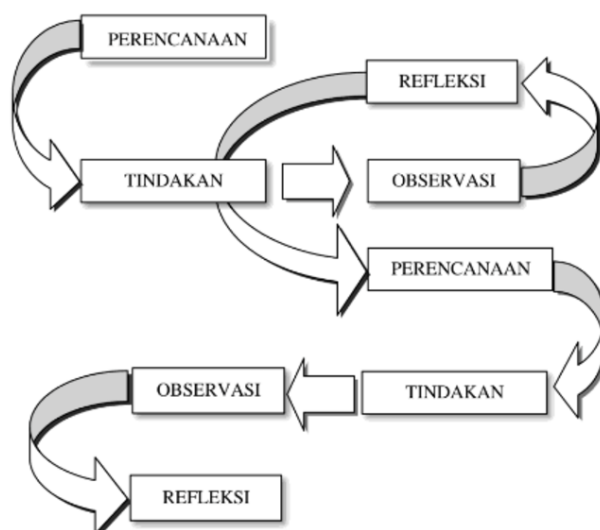 PERENCANAAN
REFLEKSI
TINDAKAN
OBSERVASI
PERENCANAAN
OBSERVASI
TINDAKAN
REFLEKSI